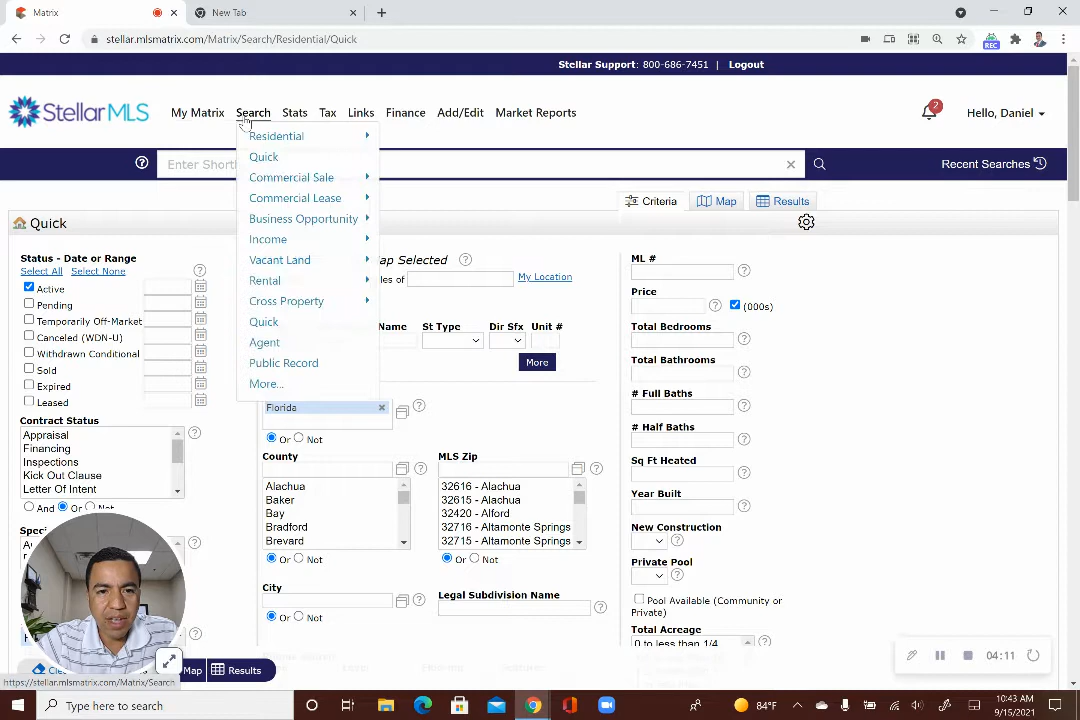 Matrix
New Tab
stellar.mlsmatrix.com/Matrix/Search/Residential/Quick
REC
Stellar Support: 800-686-7451 | Logout
StellarMLS
My Matrix Search Stats Tax Links Finance Add/Edit Market Reports
2
Hello, Daniel
Enter Shorth
Recent Searches
Residential
Quick
Commercial Sale
Commercial Lease
Business Opportunity
Income
Vacant Land
Rental
Cross Property
Quick
Agent
Public Record
More...
Criteria Map Results
Quick
Status - Date or Range
Select All Select None
Active
Pending
Temporarily Off-Market
Canceled (WDN-U)
Withdrawn Conditional
Sold
Expired
Leased
Contract Status
Appraisal
Financing
Inspections
Kick Out Clause
Letter Of Intent
And Or Not
Speci
ap Selected
les of
My Location
Name St Type Dir Sfx Unit #
More
Florida
Or Not
County
Alachua
Baker
Bay
Bradford
Brevard
Or Not
MLS Zip
32616 - Alachua
32615 - Alachua
32420 - Alford
32716 - Altamonte Springs
32715 - Altamonte Springs
Or Not
City
Or Not
Legal Subdivision Name
ML #
Price
(000s)
Total Bedrooms
Total Bathrooms
# Full Baths
# Half Baths
Sq Ft Heated
Year Built
New Construction
Private Pool
Pool Available (Community or
Private)
Total Acreage
0 to less than 1/4
Cle
Map Results
04:11
https://stellar.mlsmatrix.com/Matrix/Search
Type here to search
84°F
10:43 AM
9/15/2021